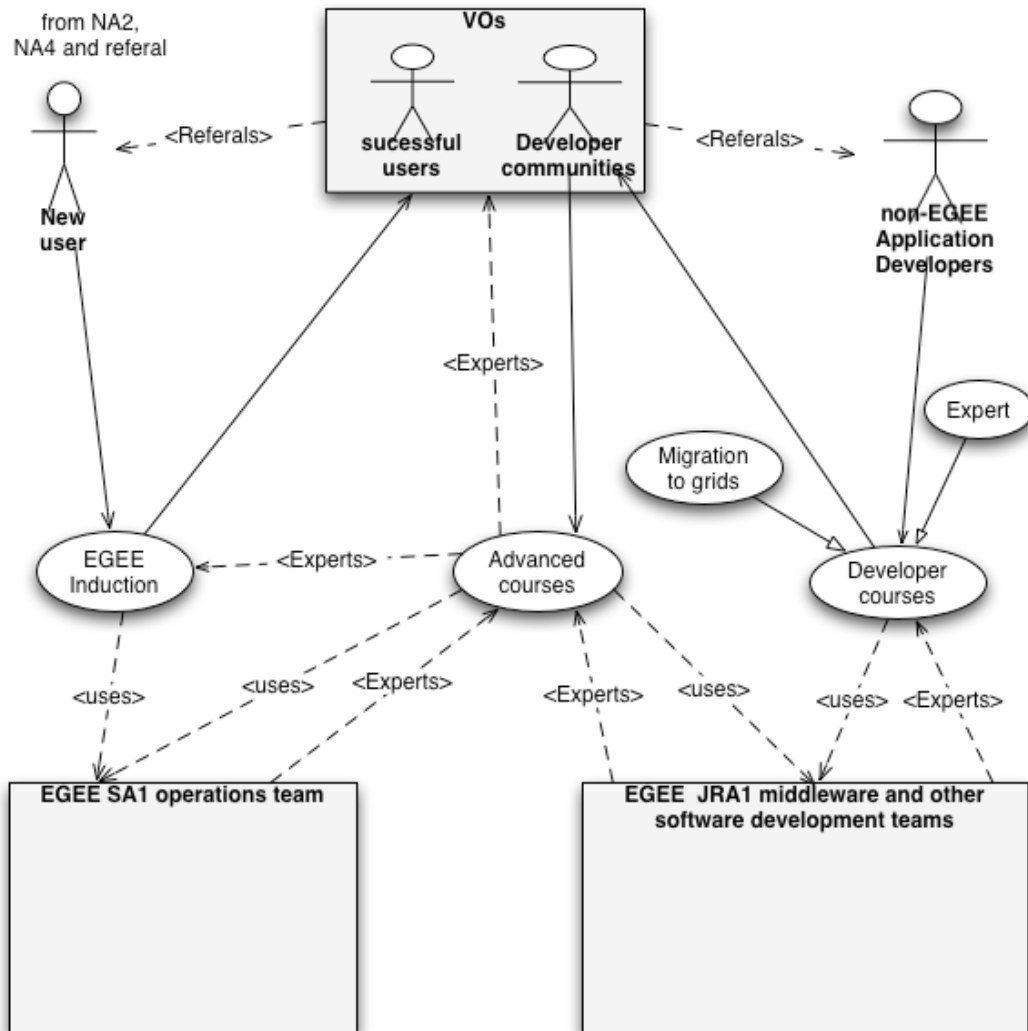 from NA2,
NA4 and referal
VOs
<Referals>
<Referals>
sucessful
users
Developer
communities
New
user
non-EGEE
Application
Developers
<Experts>
Expert
Migration
to grids
EGEE
Induction
<Experts>
Advanced
courses
Developer
courses
<uses>
<uses>
<Experts>
<Experts>
<uses>
<uses>
<Experts>
EGEE SA1 operations team
EGEE  JRA1 middleware and other
software development teams